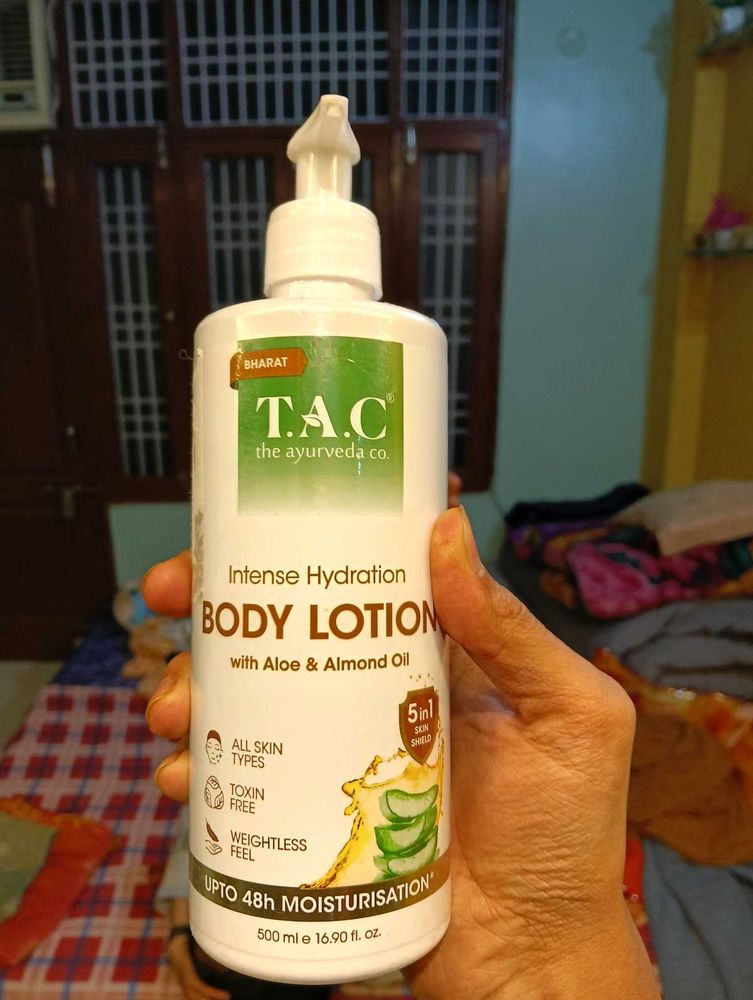 BHARAT
T.A.C®
the ayurveda co.
Intense Hydration
BODY LOTION
with Aloe & Almond Oil
5 in 1
SKIN
SHIELD
ALL SKIN
TYPES
TOXIN
FREE
WEIGHTLESS
FEEL
UPTO 48h MOISTURISATION*
500 ml e 16.90 fl. oz.